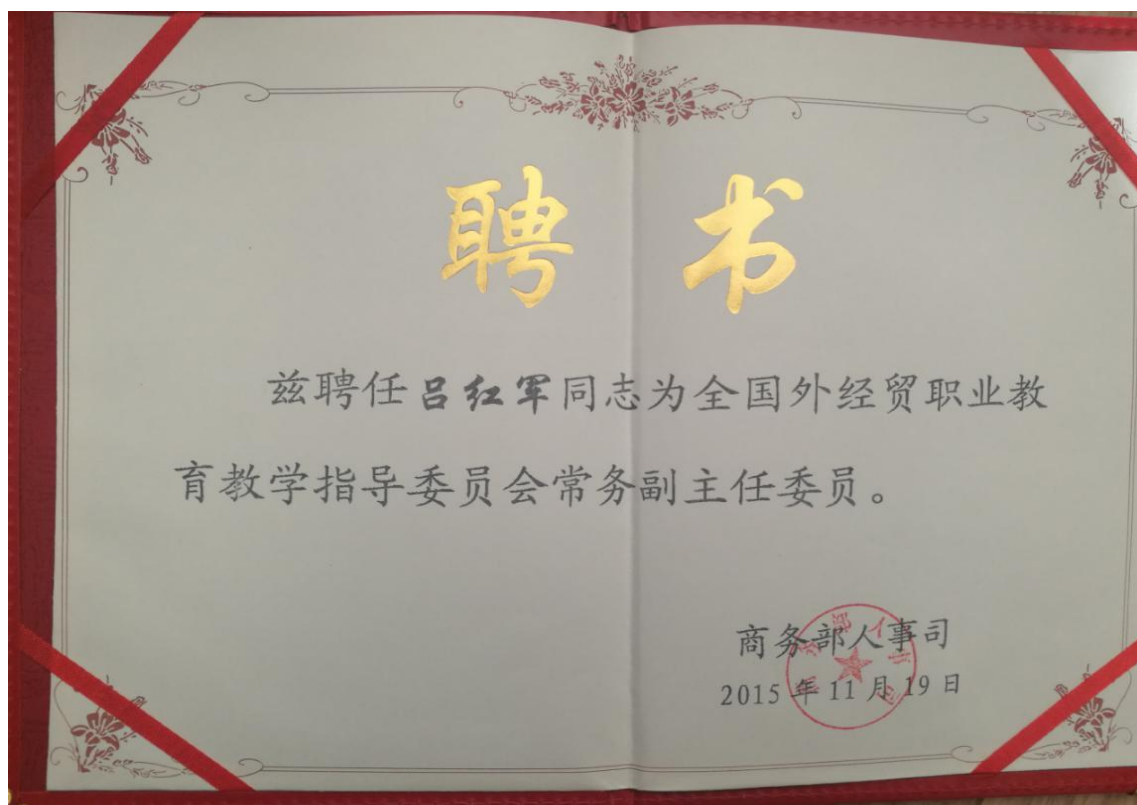 聘书
兹聘任吕红军同志为全国外经贸职业教
育教学指导委员会常务副主任委员。
商务部人事司
2015年11月19日